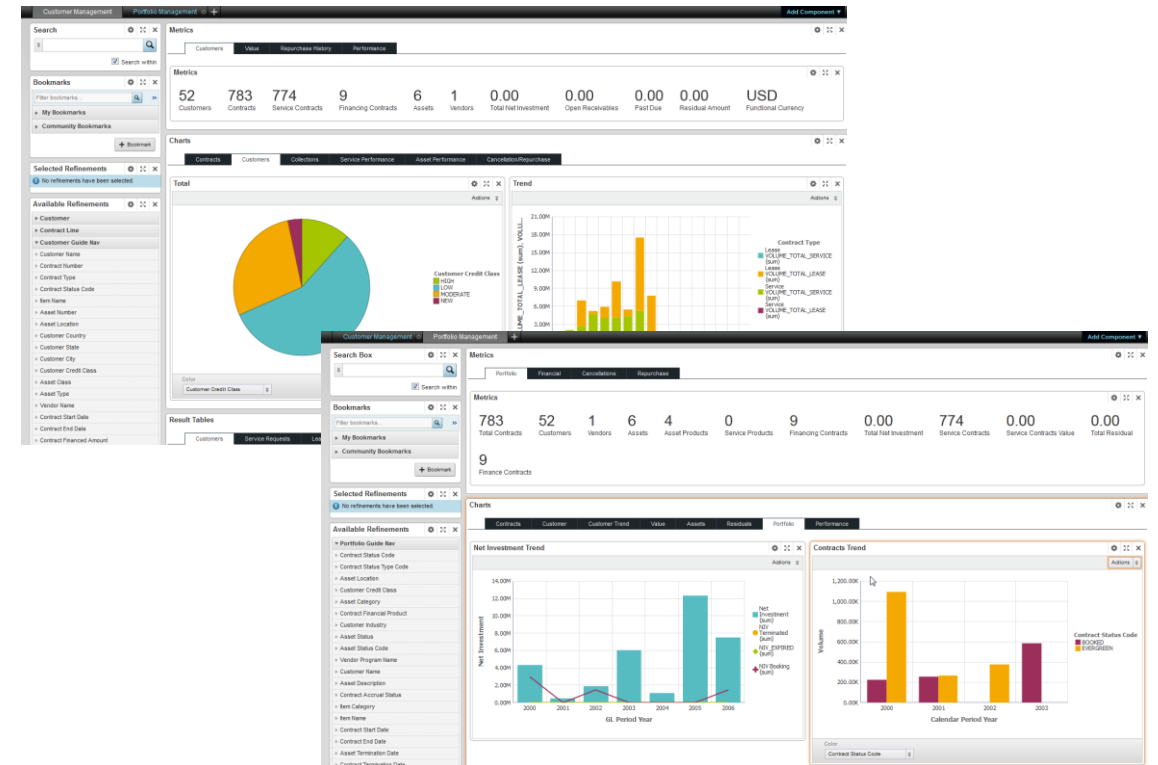 Customer Management
Portfolio Management
Add Component
Search
Search within
Bookmarks
Filter bookmarks...
My Bookmarks
Community Bookmarks
+ Bookmark
Selected Refinements
No refinements have been selected.
Available Refinements
Customer
Contract Line
Customer Guide Nav
Customer Name
Contract Number
Contract Type
Contract Status Code
Item Name
Asset Number
Asset Location
Customer Country
Customer State
Customer City
Customer Credit Class
Asset Class
Asset Type
Vendor Name
Contract Start Date
Contract End Date
Contract Financed Amount
Metrics
Customers Value Repurchase History Performance
Metrics
52 783 774 9 6 1 0.00 0.00 0.00 0.00 USD
Customers Contracts Service Contracts Financing Contracts Assets Vendors Total Net Investment Open Receivables Past Due Residual Amount Functional Currency
Charts
Contracts Customers Collections Service Performance Asset Performance Cancellation/Repurchase
Total
Actions
Customer Credit Class
HIGH
LOW
MODERATE
NEW
Color
Customer Credit Class
Trend
Actions
VOLUME_TOTAL_LEASE (sum), VOLU...
21.00M
18.00M
15.00M
12.00M
9.00M
6.00M
3.00M
Contract Type
Lease
VOLUME_TOTAL_SERVICE
(sum)
Lease
VOLUME_TOTAL_LEASE
(sum)
Service
VOLUME_TOTAL_SERVICE
(sum)
Service
VOLUME_TOTAL_LEASE
(sum)
Result Tables
Customers Service Requests
Customer Management
Portfolio Management
+
Add Component
Search Box
Search within
Bookmarks
Filter bookmarks...
My Bookmarks
Community Bookmarks
+ Bookmark
Selected Refinements
No refinements have been selected.
Available Refinements
Portfolio Guide Nav
Contract Status Code
Contract Status Type Code
Asset Location
Customer Credit Class
Asset Category
Contract Financial Product
Customer Industry
Asset Status
Asset Status Code
Vendor Program Name
Customer Name
Asset Description
Contract Accrual Status
Item Category
Item Name
Contract Start Date
Contract End Date
Asset Termination Date
Contract Termination Date
Metrics
Portfolio Financial Cancellations Repurchase
Metrics
783 52 1 6 4 0 9 0.00 774 0.00 0.00
Total Contracts Customers Vendors Assets Asset Products Service Products Financing Contracts Total Net Investment Service Contracts Service Contracts Value Total Residual
9
Finance Contracts
Charts
Contracts Customer Customer Trend Value Assets Residuals Portfolio Performance
Net Investment Trend
Actions
Net Investment
14.00M
12.00M
10.00M
8.00M
6.00M
4.00M
2.00M
0.00M
2000 2001 2002 2003 2004 2005 2006
GL Period Year
Net
Investment
(sum)
NIV
Terminated
(sum)
NIV_EXPIRED
(sum)
NIV Booking
(sum)
Contracts Trend
Actions
Volume
1,200.00K
1,000.00K
800.00K
600.00K
400.00K
200.00K
0.00K
2000 2001 2002 2003
Calendar Period Year
Contract Status Code
BOOKED
EVERGREEN
Color
Contract Status Code